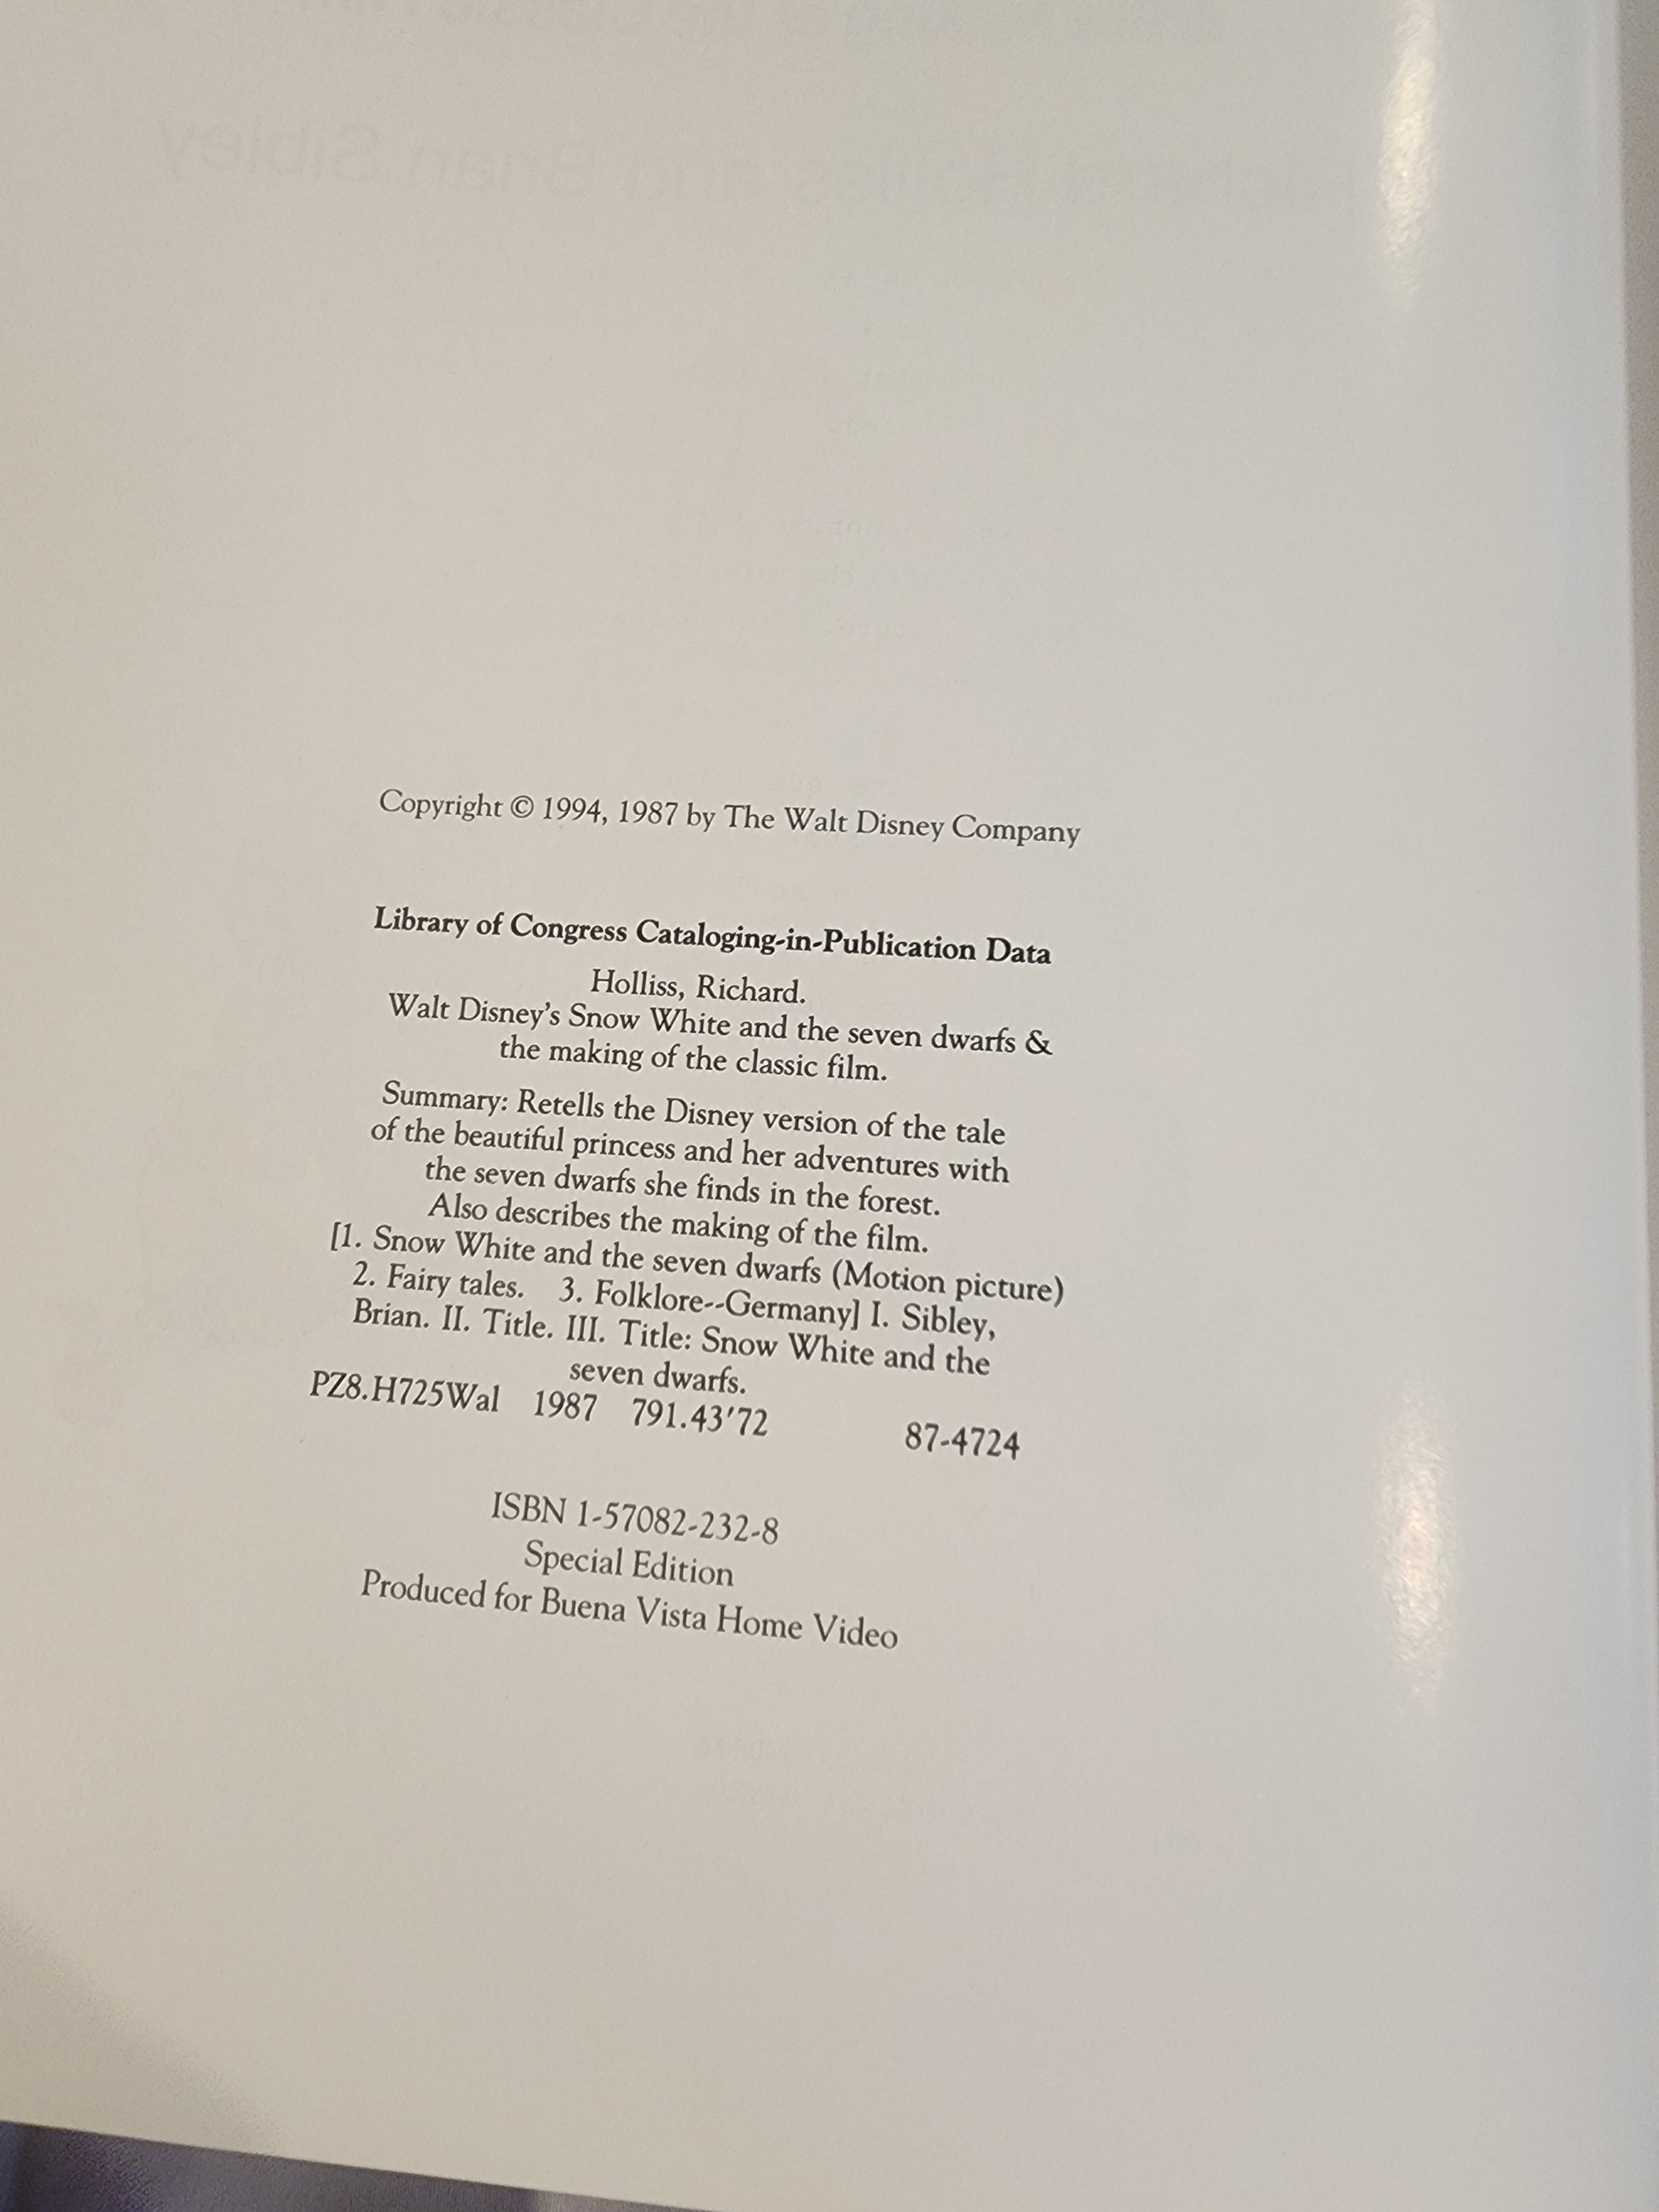 Copyright © 1994, 1987 by The Walt Disney Company
Library of Congress Cataloging-in-Publication Data
Holliss, Richard.
Walt Disney's Snow White and the seven dwarfs &
the making of the classic film.
Summary: Retells the Disney version of the tale
of the beautiful princess and her adventures with
the seven dwarfs she finds in the forest.
Also describes the making of the film.
[1. Snow White and the seven dwarfs (Motion picture)
2. Fairy tales. 3. Folklore--Germany] I. Sibley,
Brian. II. Title. III. Title: Snow White and the
seven dwarfs.
PZ8.H725Wal 1987 791.43'72 87-4724
ISBN 1-57082-232-8
Special Edition
Produced for Buena Vista Home Video